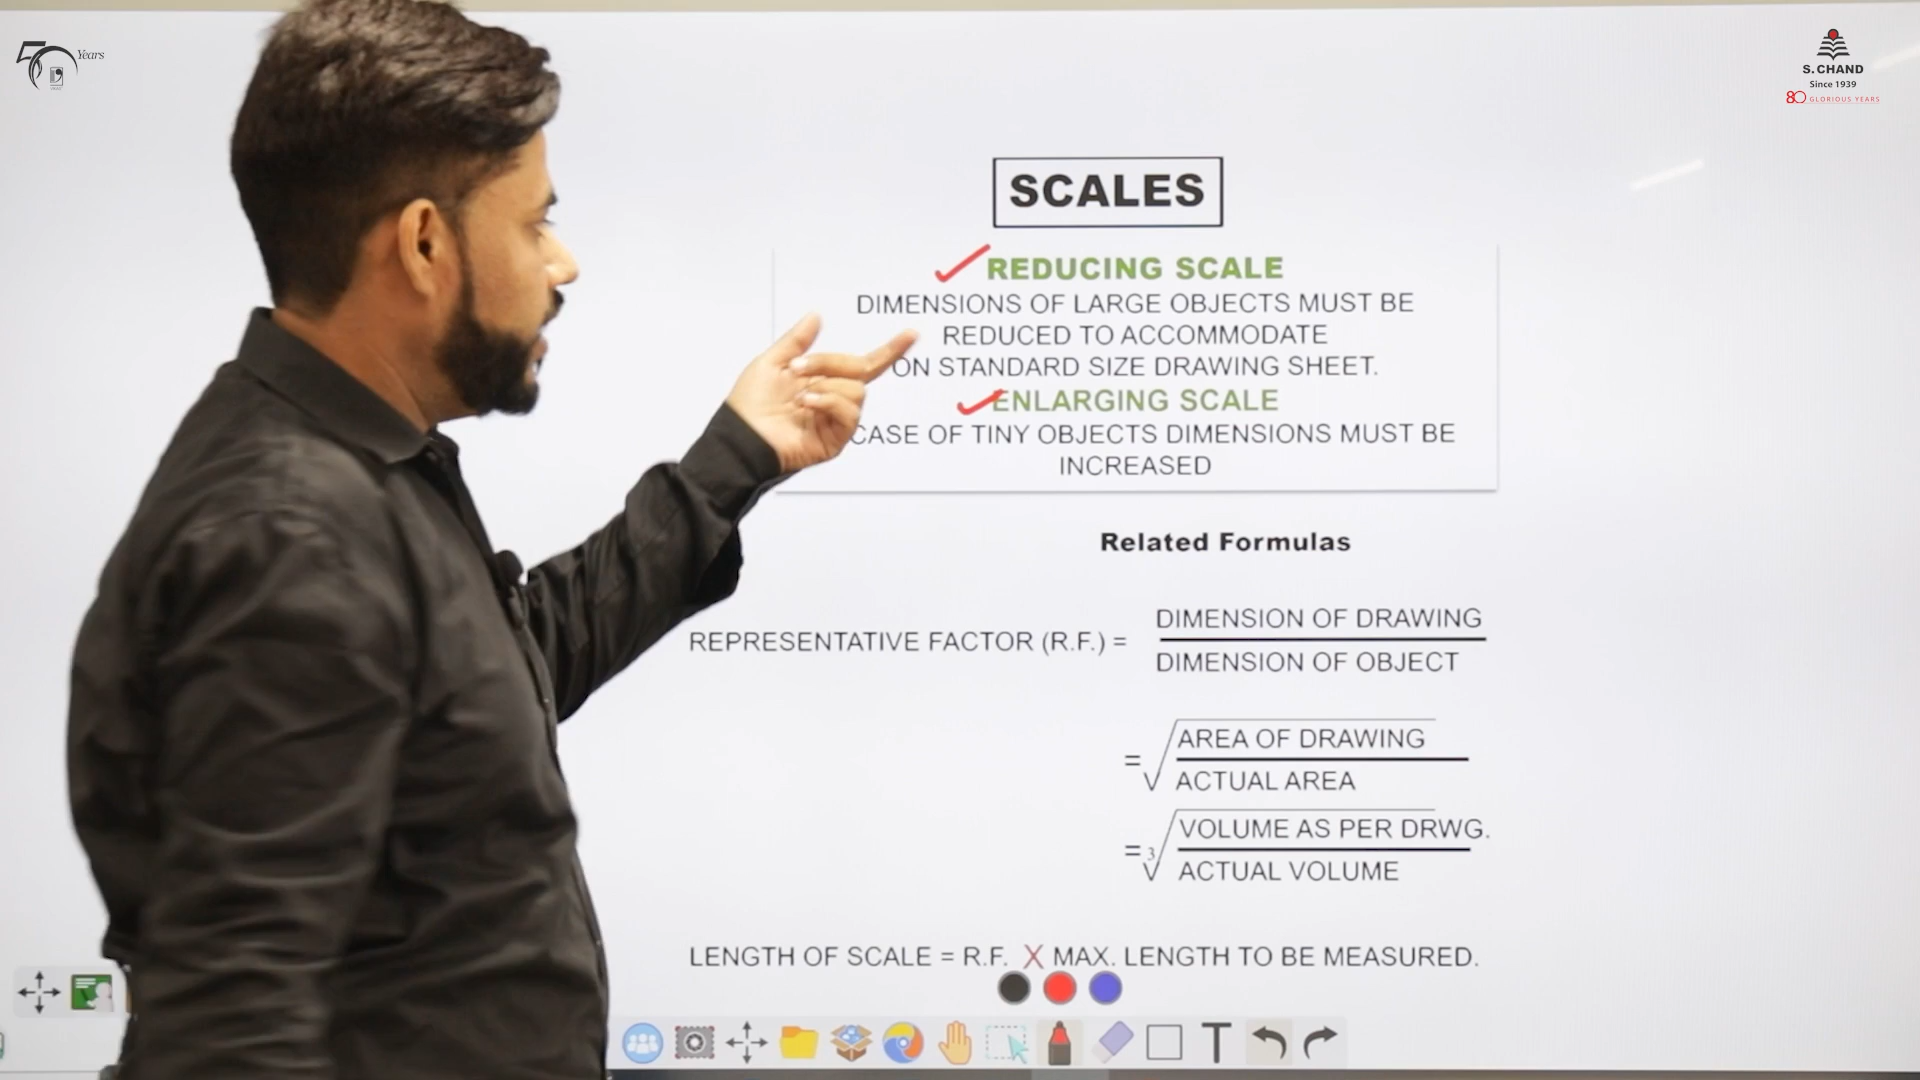 50 Years
S. CHAND
Since 1939
80 GLORIOUS YEARS
SCALES
REDUCING SCALE
DIMENSIONS OF LARGE OBJECTS MUST BE
REDUCED TO ACCOMMODATE
ON STANDARD SIZE DRAWING SHEET.
ENLARGING SCALE
CASE OF TINY OBJECTS DIMENSIONS MUST BE
INCREASED
Related Formulas
REPRESENTATIVE FACTOR (R.F.) =
DIMENSION OF DRAWING
DIMENSION OF OBJECT
= √ AREA OF DRAWING
ACTUAL AREA
= 3√ VOLUME AS PER DRWG.
ACTUAL VOLUME
LENGTH OF SCALE = R.F. X MAX. LENGTH TO BE MEASURED.
T